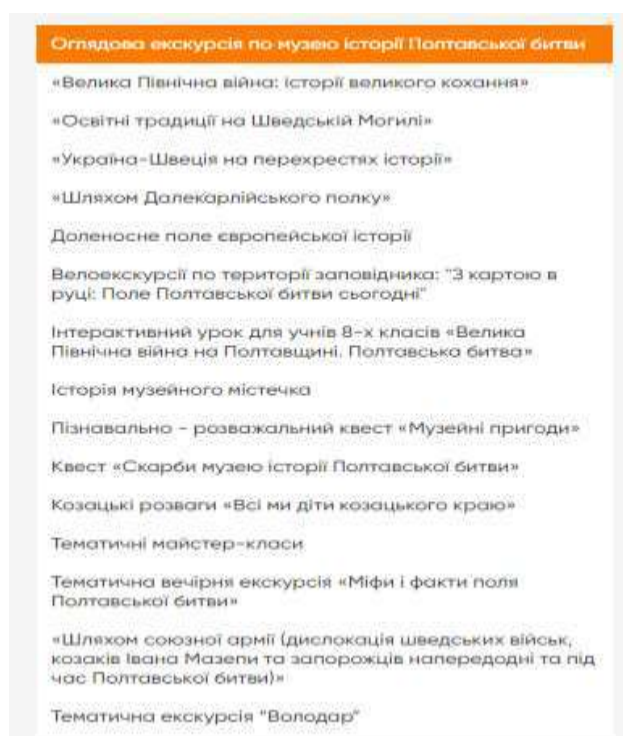 Оглядова екскурсія по музею історії Полтавської битви
«Велика Північна війна: історії великого кохання»
«Освітні традиції на Шведській Могилі»
«Україна-Швеція на перехрестях історії»
«Шляхом Далекарлійського полку»
Доленосне поле європейської історії
Велоекскурсії по території заповідника: "З картою в
руці: Поле Полтавської битви сьогодні"
Інтерактивний урок для учнів 8-х класів «Велика
Північна війна на Полтавщині. Полтавська битва»
Історія музейного містечка
Пізнавально - розважальний квест «Музейні пригоди»
Квест «Скарби музею історії Полтавської битви»
Козацькі розваги «Всі ми діти козацького краю»
Тематичні майстер-класи
Тематична вечірня екскурсія «Міфи і факти поля
Полтавської битви»
«Шляхом союзної армії (дислокація шведських військ,
козаків Івана Мазепи та запорожців напередодні та під
час Полтавської битви)»
Тематична екскурсія "Володар"